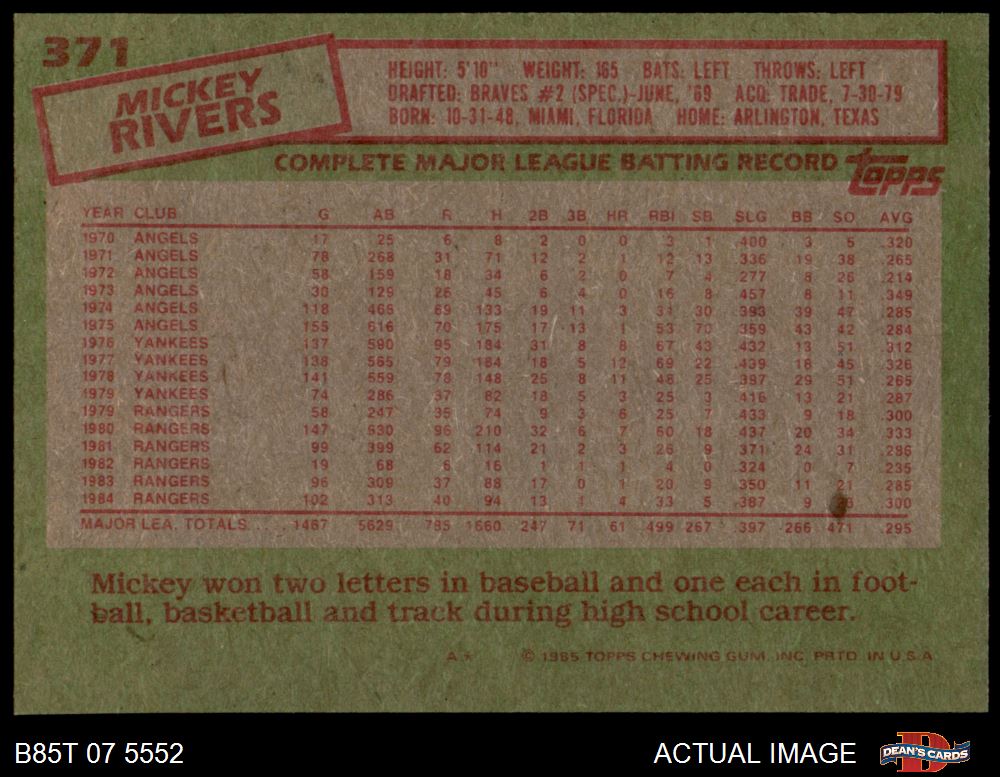 371
MICKEY
RIVERS
HEIGHT: 5'10" WEIGHT: 165 BATS: LEFT THROWS: LEFT
DRAFTED: BRAVES #2 (SPEC.)-JUNE, '69 ACQ: TRADE, 7-30-79
BORN: 10-31-48, MIAMI, FLORIDA HOME: ARLINGTON, TEXAS
COMPLETE MAJOR LEAGUE BATTING RECORD topps
YEAR CLUB G AB R H 2B 3B HR RBI SB SLG BB SO AVG
1970 ANGELS 17 25 6 8 2 0 0 3 1 .400 3 5 .320
1971 ANGELS 78 268 31 71 12 2 1 12 13 .336 19 38 .265
1972 ANGELS 58 159 18 34 6 2 0 7 4 .277 8 26 .214
1973 ANGELS 30 129 26 45 6 4 0 16 8 .457 8 11 .349
1974 ANGELS 118 466 69 133 19 11 3 31 30 .393 39 47 .285
1975 ANGELS 155 616 70 175 17 13 1 53 70 .359 43 42 .284
1976 YANKEES 137 590 95 184 31 8 8 67 43 .432 13 51 .312
1977 YANKEES 138 565 79 184 18 5 12 69 22 .439 18 45 .326
1978 YANKEES 141 559 78 148 25 8 11 48 25 .397 29 51 .265
1979 YANKEES 74 286 37 82 18 5 3 25 3 .416 13 21 .287
1979 RANGERS 58 247 35 74 9 3 6 25 7 .433 9 18 .300
1980 RANGERS 147 630 96 210 32 6 7 60 18 .437 20 34 .333
1981 RANGERS 99 399 62 114 21 2 3 26 9 .371 24 31 .286
1982 RANGERS 19 68 6 16 1 1 1 4 0 .324 0 7 .235
1983 RANGERS 96 309 37 88 17 0 1 20 9 .350 11 21 .285
1984 RANGERS 102 313 40 94 13 1 4 33 5 .387 9 .300
MAJOR LEA. TOTALS . . . 1467 5629 785 1660 247 71 61 499 267 .397 266 471 .295
Mickey won two letters in baseball and one each in foot-
ball, basketball and track during high school career.
A * © 1985 TOPPS CHEWING GUM, INC. PRTD. IN U.S.A.
B85T 07 5552 ACTUAL IMAGE D DEAN'S CARDS